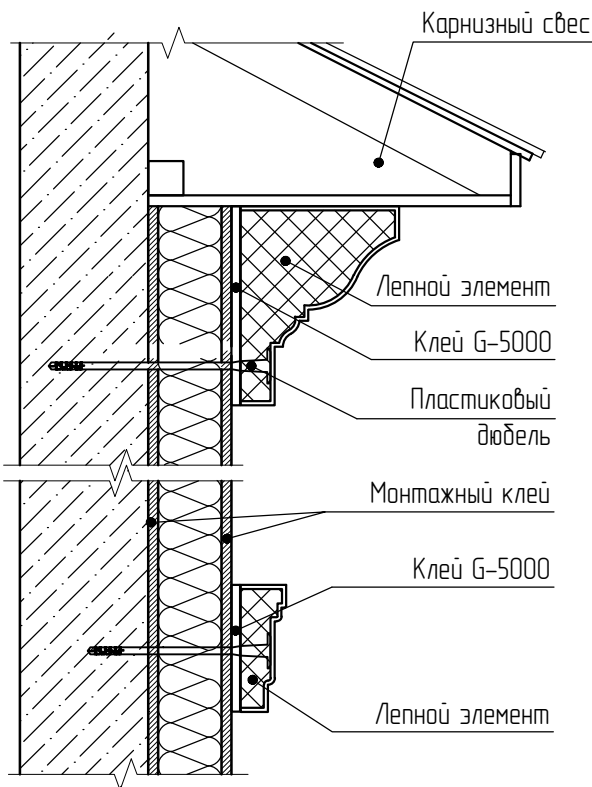 Карнизный свес
Лепной элемент
Клей G-5000
Пластиковый
дюбель
Монтажный клей
Клей G-5000
Лепной элемент